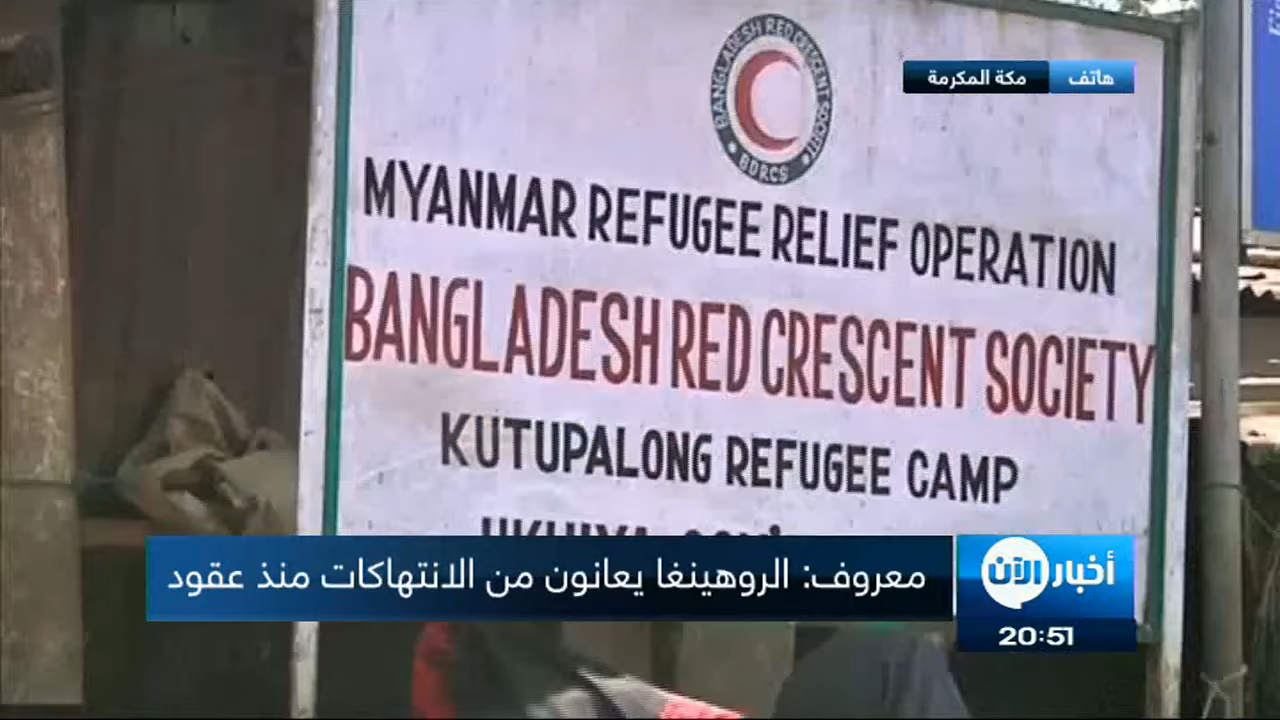 BANGLADESH RED CRESCENT SOCIETY
BDRCS
هاتف مكة المكرمة
MYANMAR REFUGEE RELIEF OPERATION
BANGLADESH RED CRESCENT SOCIETY
KUTUPALONG REFUGEE CAMP
معروف: الروهينغا يعانون من الانتهاكات منذ عقود
أخبار الآن
20:51